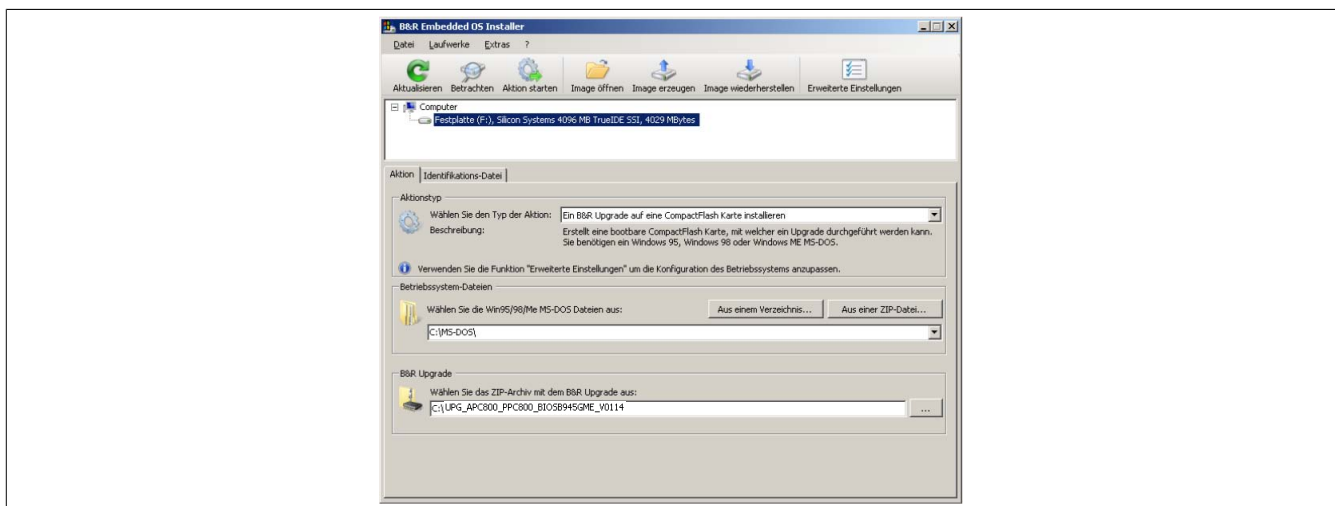 B&R Embedded OS Installer
Datei Laufwerke Extras ?
Aktualisieren Betrachten Aktion starten Image öffnen Image erzeugen Image wiederherstellen Erweiterte Einstellungen
Computer
Festplatte (F:), Silicon Systems 4096 MB TrueIDE SSI, 4029 MBytes
Aktion Identifikations-Datei
Aktionstyp
Wählen Sie den Typ der Aktion: Ein B&R Upgrade auf eine CompactFlash Karte installieren
Beschreibung: Erstellt eine bootbare CompactFlash Karte, mit welcher ein Upgrade durchgeführt werden kann.
Sie benötigen ein Windows 95, Windows 98 oder Windows ME MS-DOS.
Verwenden Sie die Funktion "Erweiterte Einstellungen" um die Konfiguration des Betriebssystems anzupassen.
Betriebssystem-Dateien
Wählen Sie die Win95/98/Me MS-DOS Dateien aus: Aus einem Verzeichnis... Aus einer ZIP-Datei...
C:\MS-DOS\
B&R Upgrade
Wählen Sie das ZIP-Archiv mit dem B&R Upgrade aus:
C:\UPG_APC800_PPC800_BIOSB945GME_V0114 ...